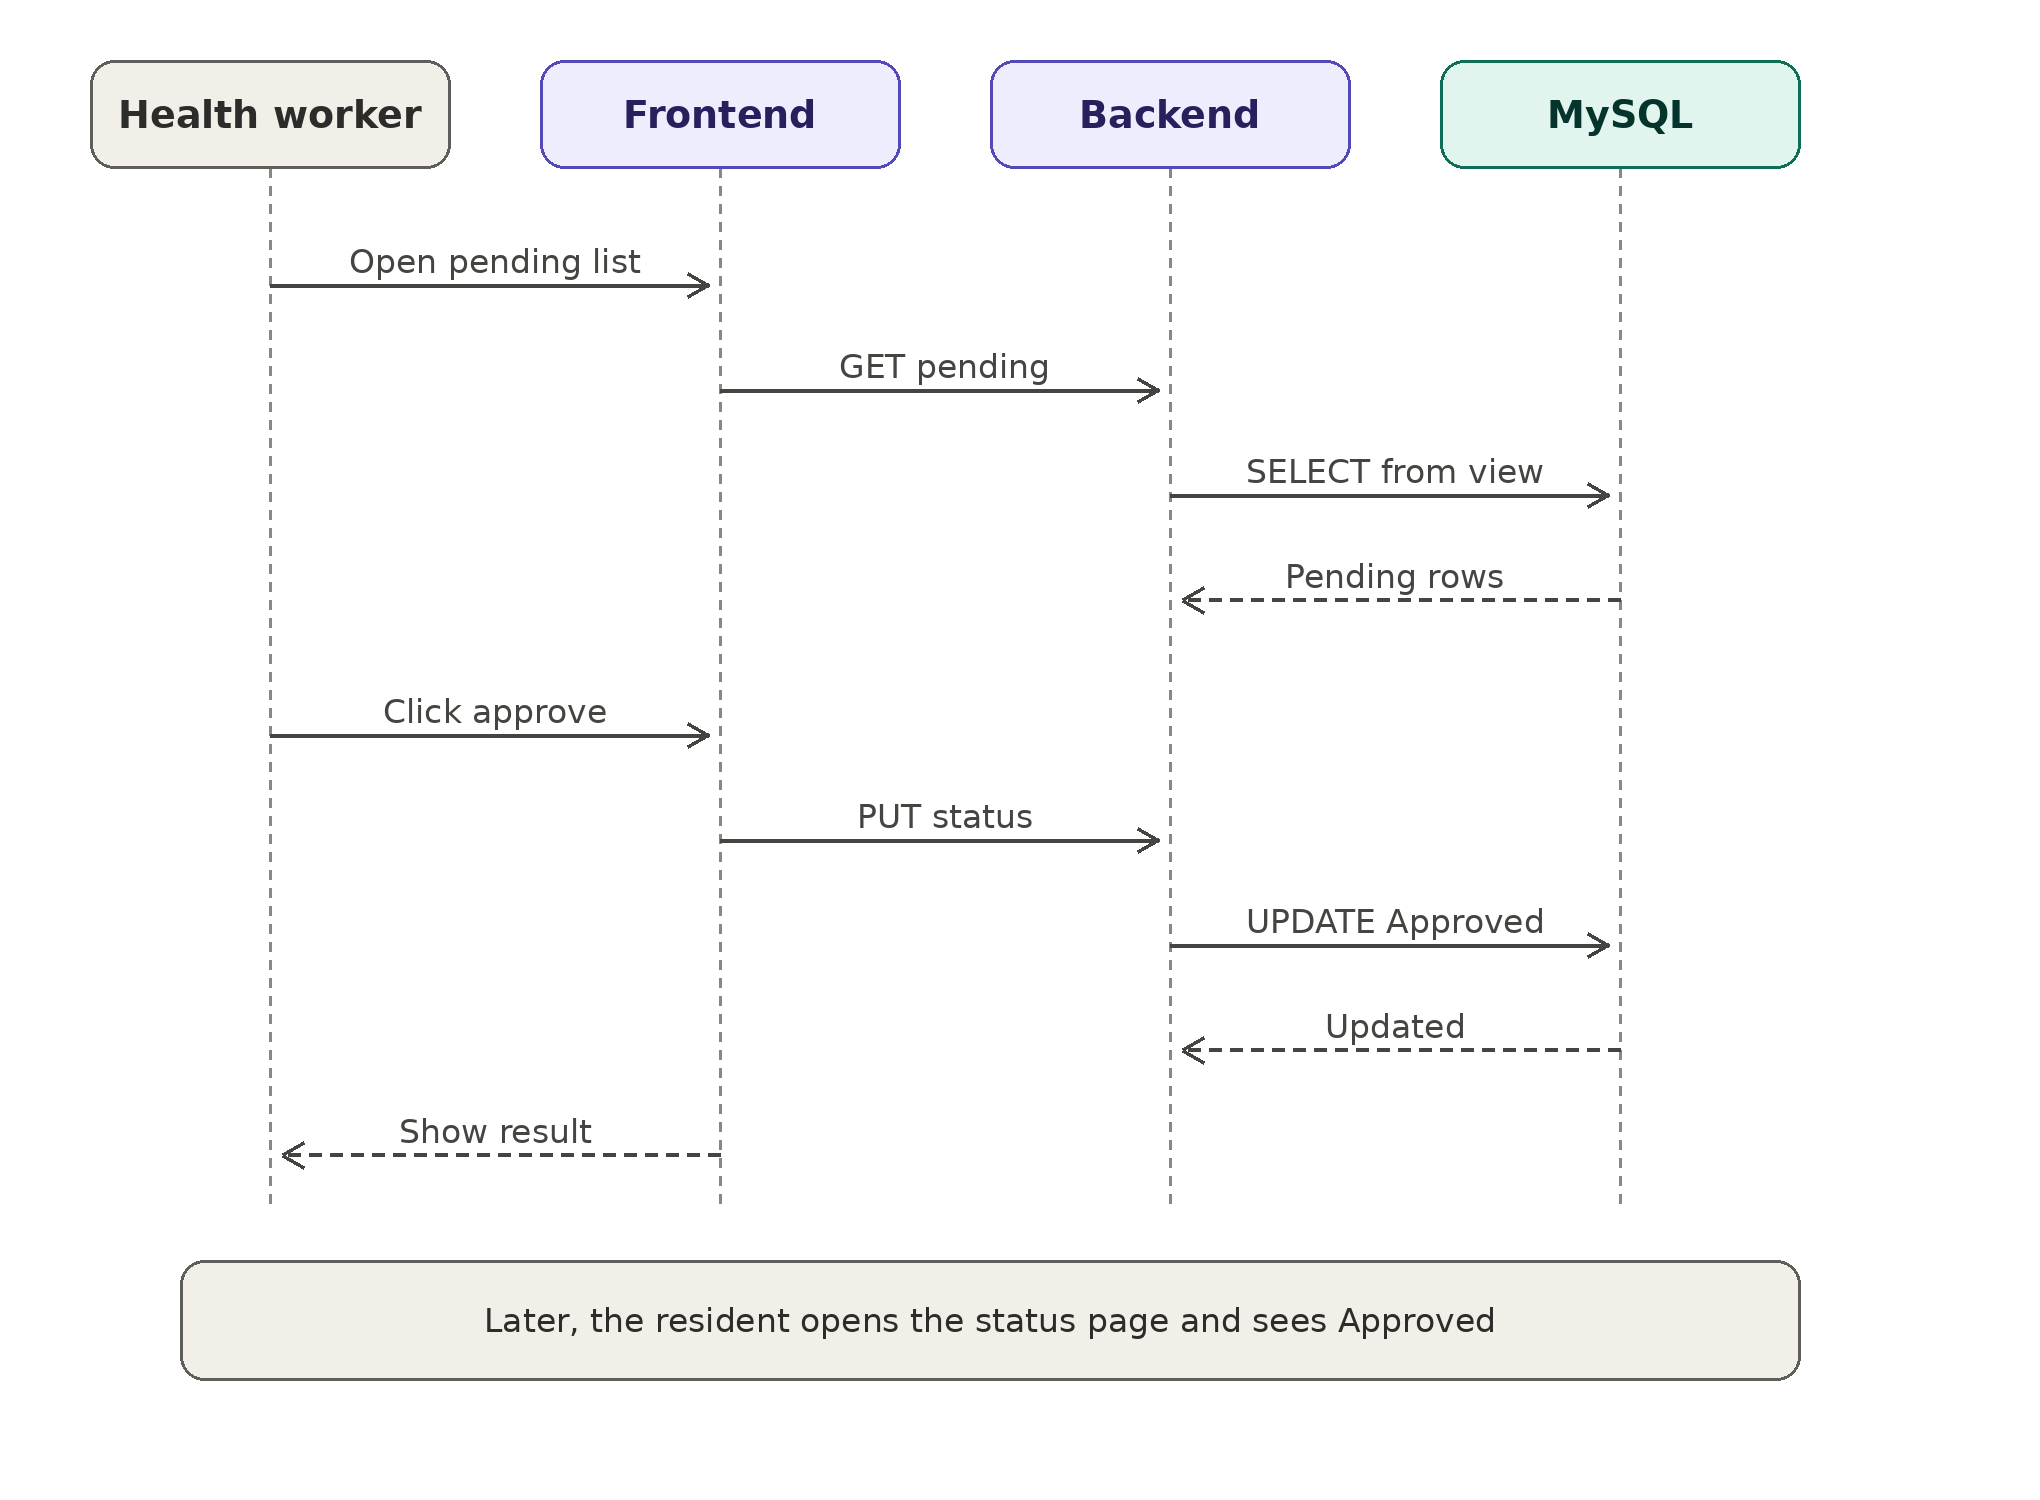 Health worker
Frontend
Backend
MySQL
Open pending list
GET pending
SELECT from view
Pending rows
Click approve
PUT status
UPDATE Approved
Updated
Show result
Later, the resident opens the status page and sees Approved